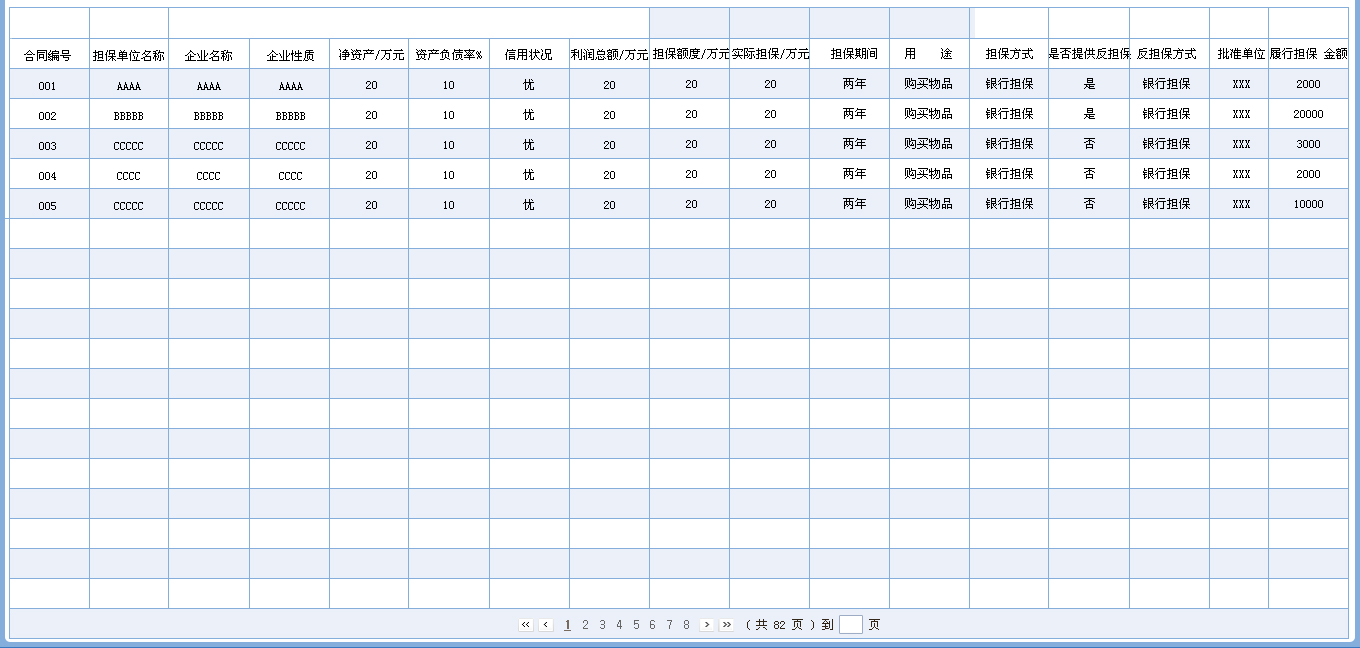 合同编号 担保单位名称 企业名称 企业性质 净资产/万元 资产负债率% 信用状况 利润总额/万元 担保额度/万元 实际担保/万元 担保期间 用 途 担保方式 是否提供反担保 反担保方式 批准单位 履行担保 金额
001 AAAA AAAA AAAA 20 10 优 20 20 20 两年 购买物品 银行担保 是 银行担保 XXX 2000
002 BBBBB BBBBB BBBBB 20 10 优 20 20 20 两年 购买物品 银行担保 是 银行担保 XXX 20000
003 CCCCC CCCCC CCCCC 20 10 优 20 20 20 两年 购买物品 银行担保 否 银行担保 XXX 3000
004 CCCC CCCC CCCC 20 10 优 20 20 20 两年 购买物品 银行担保 否 银行担保 XXX 2000
005 CCCCC CCCCC CCCCC 20 10 优 20 20 20 两年 购买物品 银行担保 否 银行担保 XXX 10000
« ‹ 1 2 3 4 5 6 7 8 › » ( 共 82 页 ) 到 页